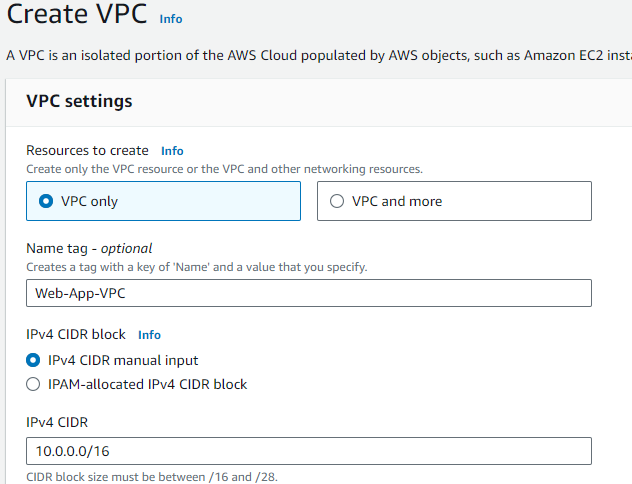 Create VPC Info
A VPC is an isolated portion of the AWS Cloud populated by AWS objects, such as Amazon EC2
VPC settings
Resources to create Info
Create only the VPC resource or the VPC and other networking resources.
VPC only
VPC and more
Name tag - optional
Creates a tag with a key of 'Name' and a value that you specify.
Web-App-VPC
IPv4 CIDR block Info
IPv4 CIDR manual input
IPAM-allocated IPv4 CIDR block
IPv4 CIDR
10.0.0.0/16
CIDR block size must be between /16 and /28.